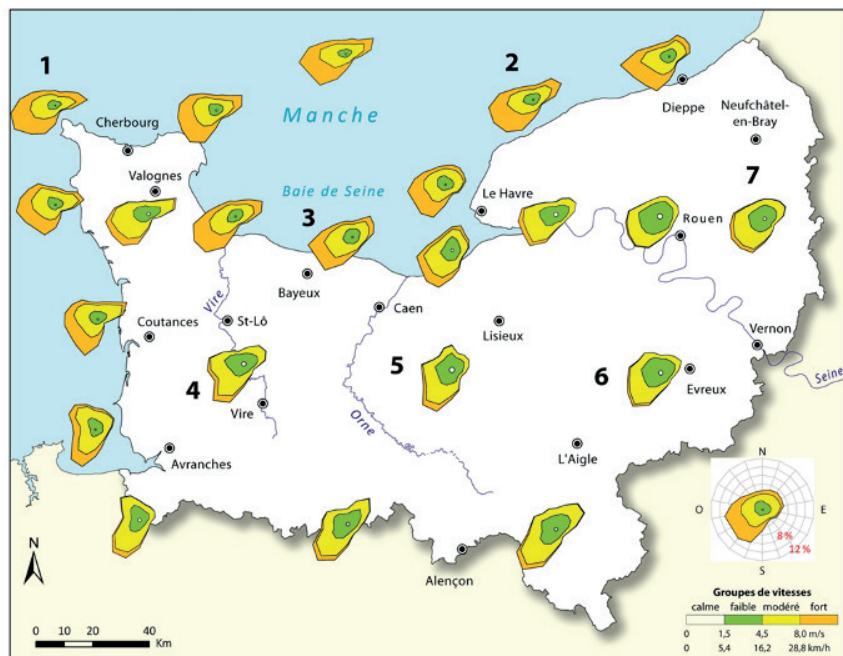 1
2
Dieppe
Neufchâtel-
en-Bray
Manche
Cherbourg
Valognes
Baie de Seine
Le Havre
7
3
Rouen
Bayeux
Vire
Caen
Coutances
St-Lô
Lisieux
Vernon
4
5
6
Evreux
Seine
Vire
Orne
Avranches
L'Aigle
N
O
E
8 %
12 %
S
N
Alençon
Groupes de vitesses
calme faible modéré fort
0 1,5 4,5 8,0 m/s
0 5,4 16,2 28,8 km/h
0 10 20 40
Km